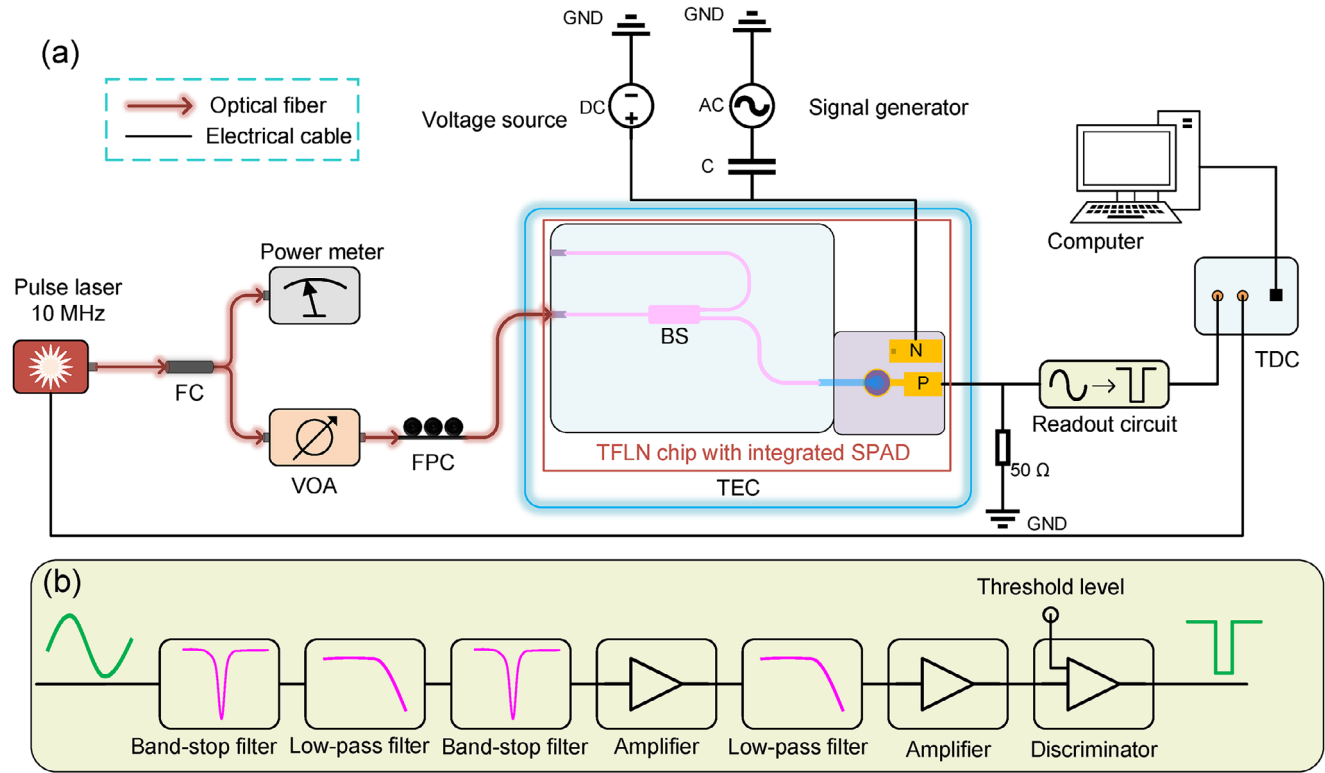 (a)
Optical fiber
Electrical cable
GND
GND
DC
AC
Voltage source
Signal generator
C
Computer
Power meter
Pulse laser
10 MHz
FC
VOA
FPC
BS
N
P
TFLN chip with integrated SPAD
TEC
Readout circuit
TDC
50 Ω
GND
(b)
Threshold level
Band-stop filter
Low-pass filter
Band-stop filter
Amplifier
Low-pass filter
Amplifier
Discriminator